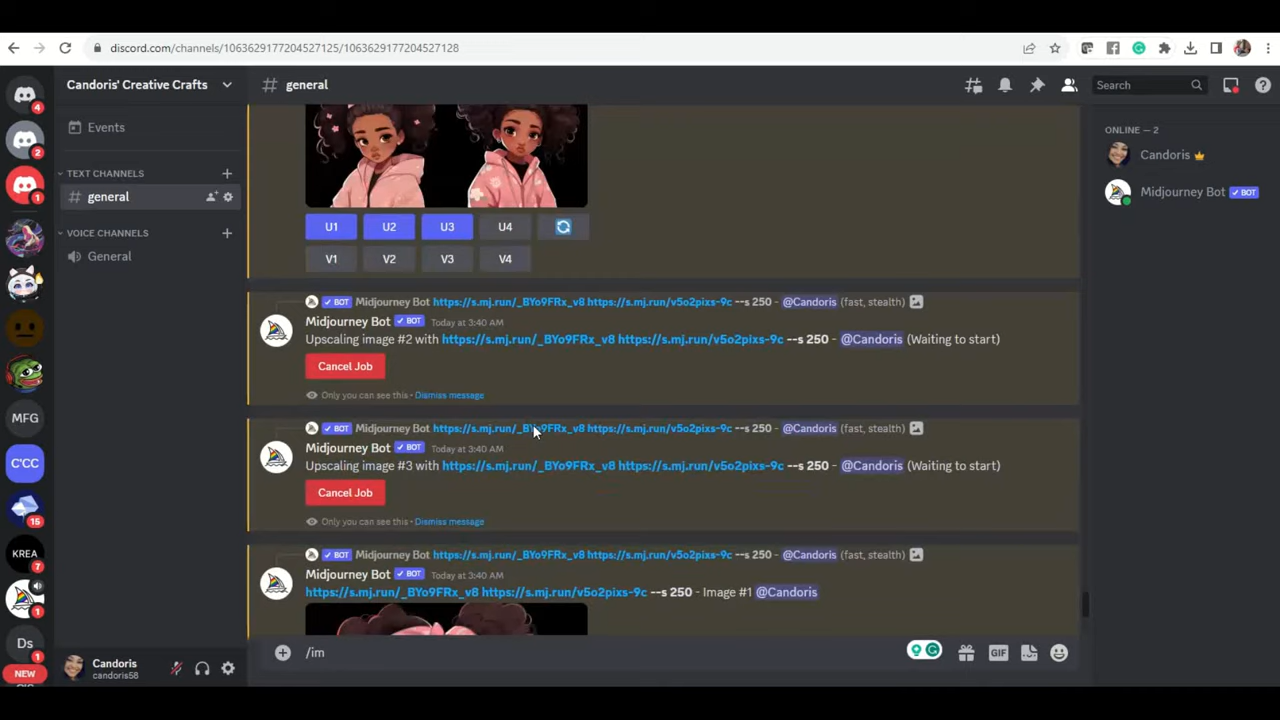 discord.com/channels/1063629177204527125/1063629177204527128
Candoris' Creative Crafts
# general
Search
4
Events
ONLINE — 2
2
TEXT CHANNELS
Candoris
1
# general
Midjourney Bot BOT
U1 U2 U3 U4
VOICE CHANNELS
General
V1 V2 V3 V4
BOT Midjourney Bot https://s.mj.run/_BYo9FRx_v8 https://s.mj.run/v5o2pixs-9c --s 250 - @Candoris (fast, stealth)
Midjourney Bot BOT Today at 3:40 AM
Upscaling image #2 with https://s.mj.run/_BYo9FRx_v8 https://s.mj.run/v5o2pixs-9c --s 250 - @Candoris (Waiting to start)
Cancel Job
Only you can see this • Dismiss message
MFG
BOT Midjourney Bot https://s.mj.run/_BYo9FRx_v8 https://s.mj.run/v5o2pixs-9c --s 250 - @Candoris (fast, stealth)
Midjourney Bot BOT Today at 3:40 AM
C'CC
Upscaling image #3 with https://s.mj.run/_BYo9FRx_v8 https://s.mj.run/v5o2pixs-9c --s 250 - @Candoris (Waiting to start)
Cancel Job
15
Only you can see this • Dismiss message
KREA
7
BOT Midjourney Bot https://s.mj.run/_BYo9FRx_v8 https://s.mj.run/v5o2pixs-9c --s 250 - @Candoris (fast, stealth)
Midjourney Bot BOT Today at 3:40 AM
https://s.mj.run/_BYo9FRx_v8 https://s.mj.run/v5o2pixs-9c --s 250 - Image #1 @Candoris
1
Ds
1
/im
GIF
Candoris
candoris58
NEW